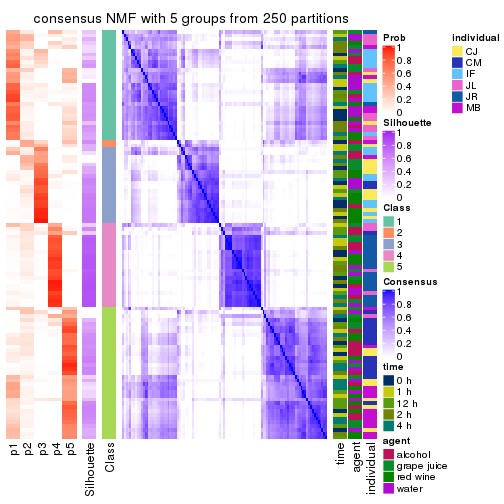 consensus NMF with 5 groups from 250 partitions
p1
p2
p3
p4
p5
Silhouette
Class
time
agent
individual
Prob
1
0.8
0.6
0.4
0.2
0
Silhouette
1
0.8
0.6
0.4
0.2
0
Class
1
2
3
4
5
Consensus
1
0.8
0.6
0.4
0.2
0
time
0 h
1 h
12 h
2 h
4 h
agent
alcohol
grape juice
red wine
water
individual
CJ
CM
IF
JL
JR
MB